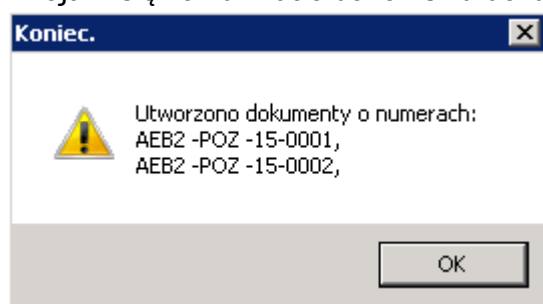 Koniec.
Utworzono dokumenty o numerach:
AEB2 -POZ -15-0001,
AEB2 -POZ -15-0002,
OK